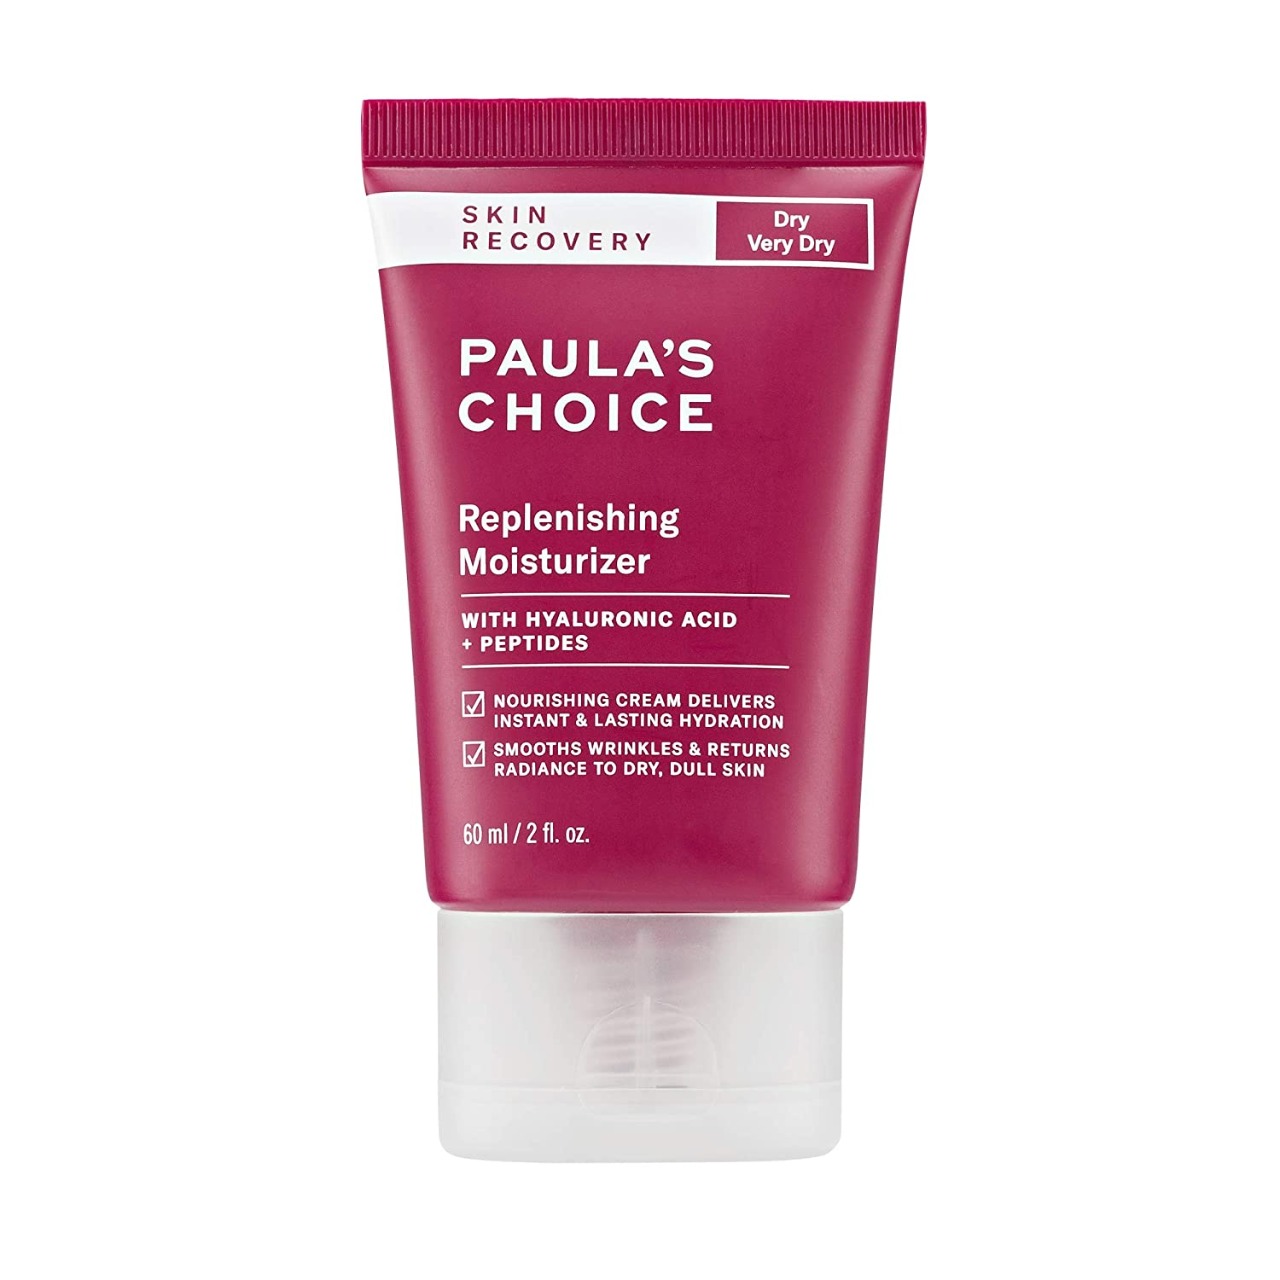 SKIN
RECOVERY
Dry
Very Dry
PAULA'S
CHOICE
Replenishing
Moisturizer
WITH HYALURONIC ACID
+ PEPTIDES
NOURISHING CREAM DELIVERS
INSTANT & LASTING HYDRATION
SMOOTHS WRINKLES & RETURNS
RADIANCE TO DRY, DULL SKIN
60 ml / 2 fl. oz.